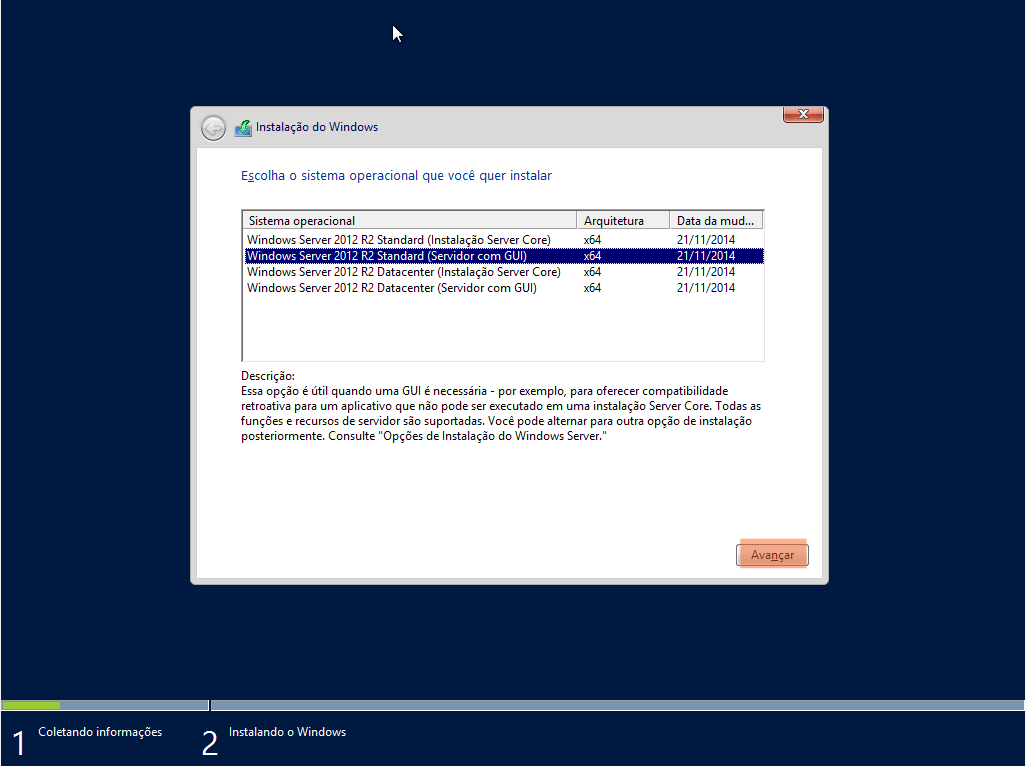 Instalação do Windows
Escolha o sistema operacional que você quer instalar
Sistema operacional Arquitetura Data da mud...
Windows Server 2012 R2 Standard (Instalação Server Core) x64 21/11/2014
Windows Server 2012 R2 Standard (Servidor com GUI) x64 21/11/2014
Windows Server 2012 R2 Datacenter (Instalação Server Core) x64 21/11/2014
Windows Server 2012 R2 Datacenter (Servidor com GUI) x64 21/11/2014
Descrição:
Essa opção é útil quando uma GUI é necessária - por exemplo, para oferecer compatibilidade
retroativa para um aplicativo que não pode ser executado em uma instalação Server Core. Todas as
funções e recursos de servidor são suportadas. Você pode alternar para outra opção de instalação
posteriormente. Consulte "Opções de Instalação do Windows Server."
Avançar
1 Coletando informações 2 Instalando o Windows